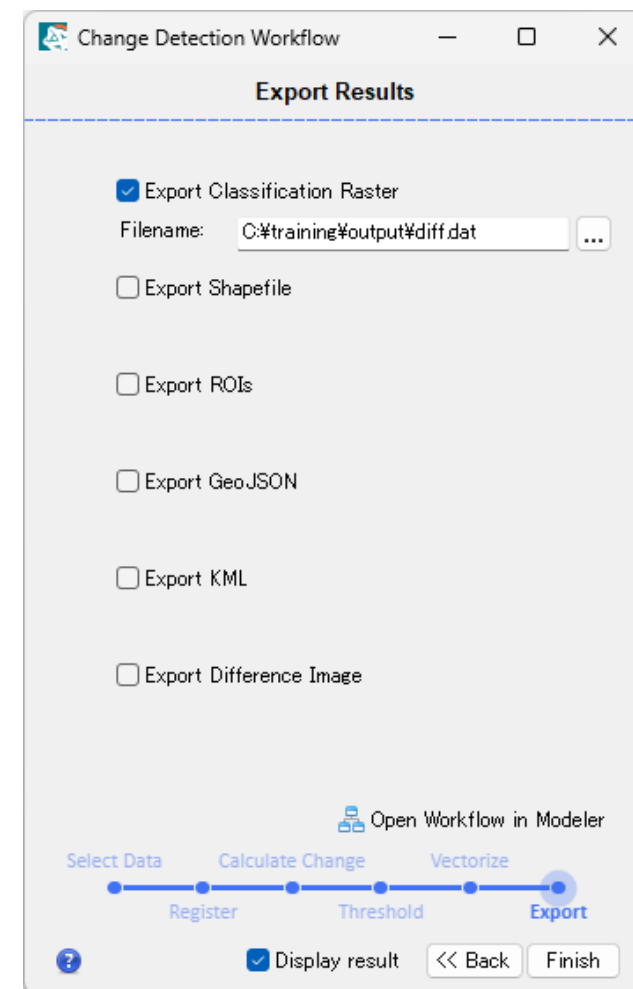 Change Detection Workflow
Export Results
Export Classification Raster
Filename: C:¥training¥output¥diff.dat ...
Export Shapefile
Export ROIs
Export GeoJSON
Export KML
Export Difference Image
Open Workflow in Modeler
Select Data Calculate Change Vectorize
Register Threshold Export
? Display result << Back Finish